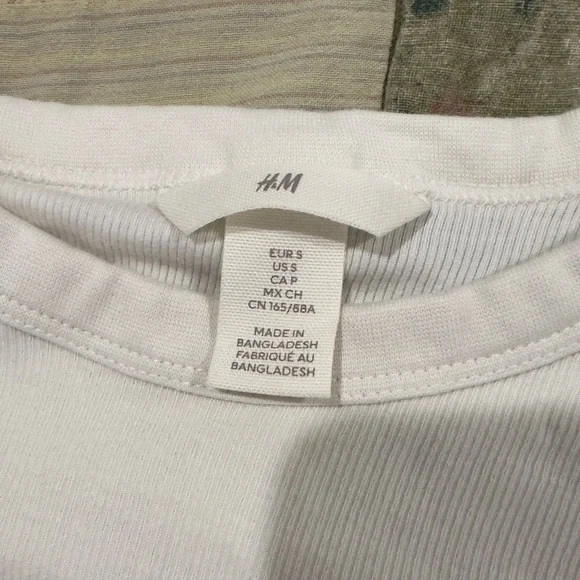 H&M
EUR S
US S
CA P
MX CH
CN 165/88A
MADE IN
BANGLADESH
FABRIQUÉ AU
BANGLADESH